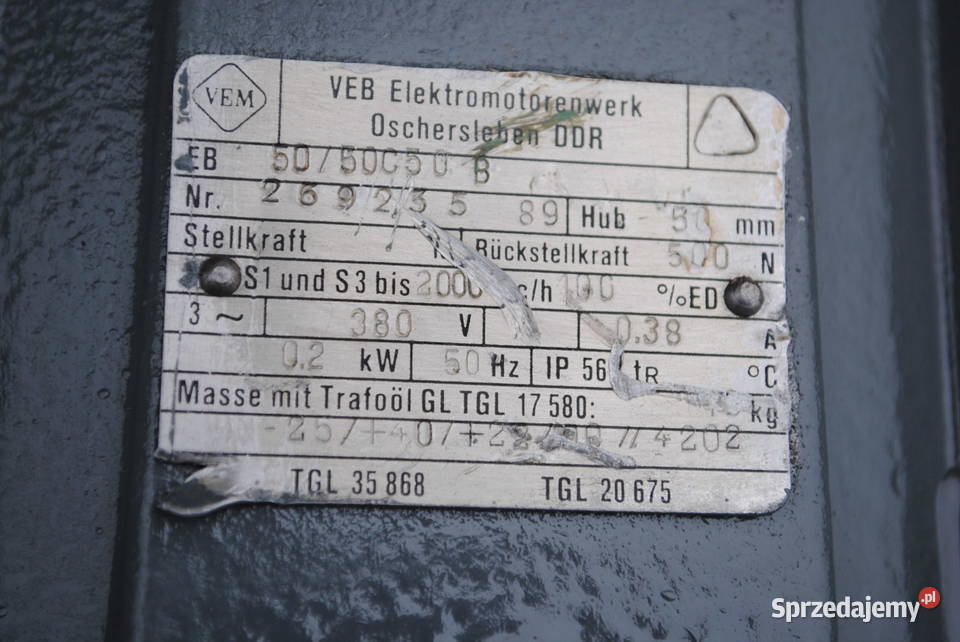 VEM
VEB Elektromotorenwerk
Oschersleben DDR
EB 50/50C50 B
Nr. 269235 89 Hub 50 mm
Stellkraft Rückstellkraft 500 N
S1 und S3 bis 2000 c/h 100 %ED
3 ~ 380 V 0.38 A
0.2 kW 50 Hz IP 56 tR °C
Masse mit Trafoöl GL TGL 17 580: kg
-25/+40/+ // 4202
TGL 35 868 TGL 20 675
Sprzedajemy.pl